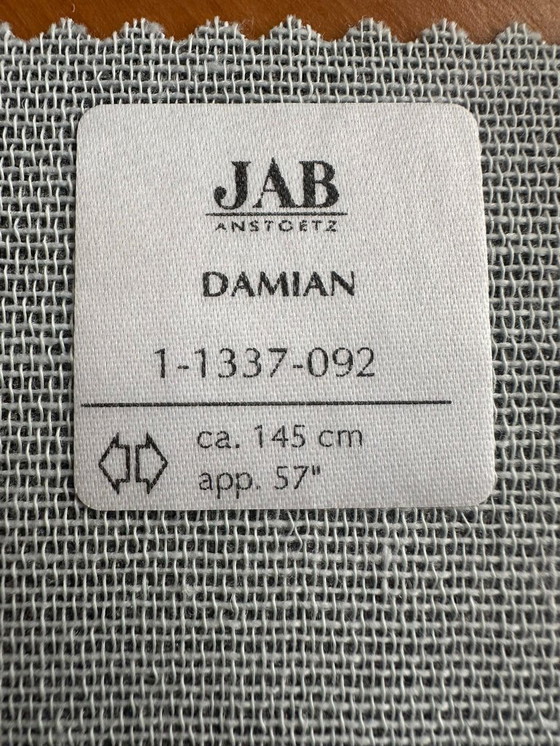 JAB
ANSTOETZ
DAMIAN
1-1337-092
ca. 145 cm
app. 57"